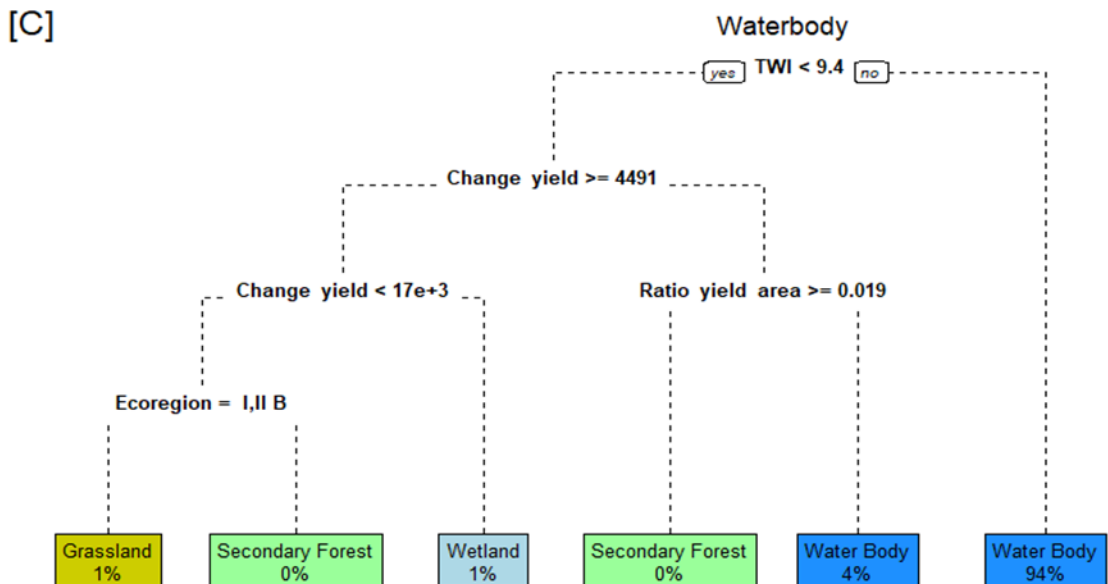 [C]
Waterbody
yes TWI < 9.4 no
Change yield >= 4491
Change yield < 17e+3
Ratio yield area >= 0.019
Ecoregion = I,II B
Grassland
1%
Secondary Forest
0%
Wetland
1%
Secondary Forest
0%
Water Body
4%
Water Body
94%